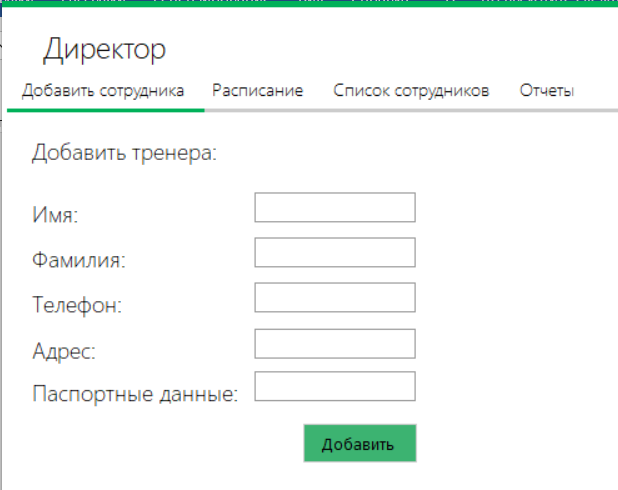 Директор
Добавить сотрудника Расписание Список сотрудников Отчеты
Добавить тренера:
Имя:
Фамилия:
Телефон:
Адрес:
Паспортные данные:
Добавить